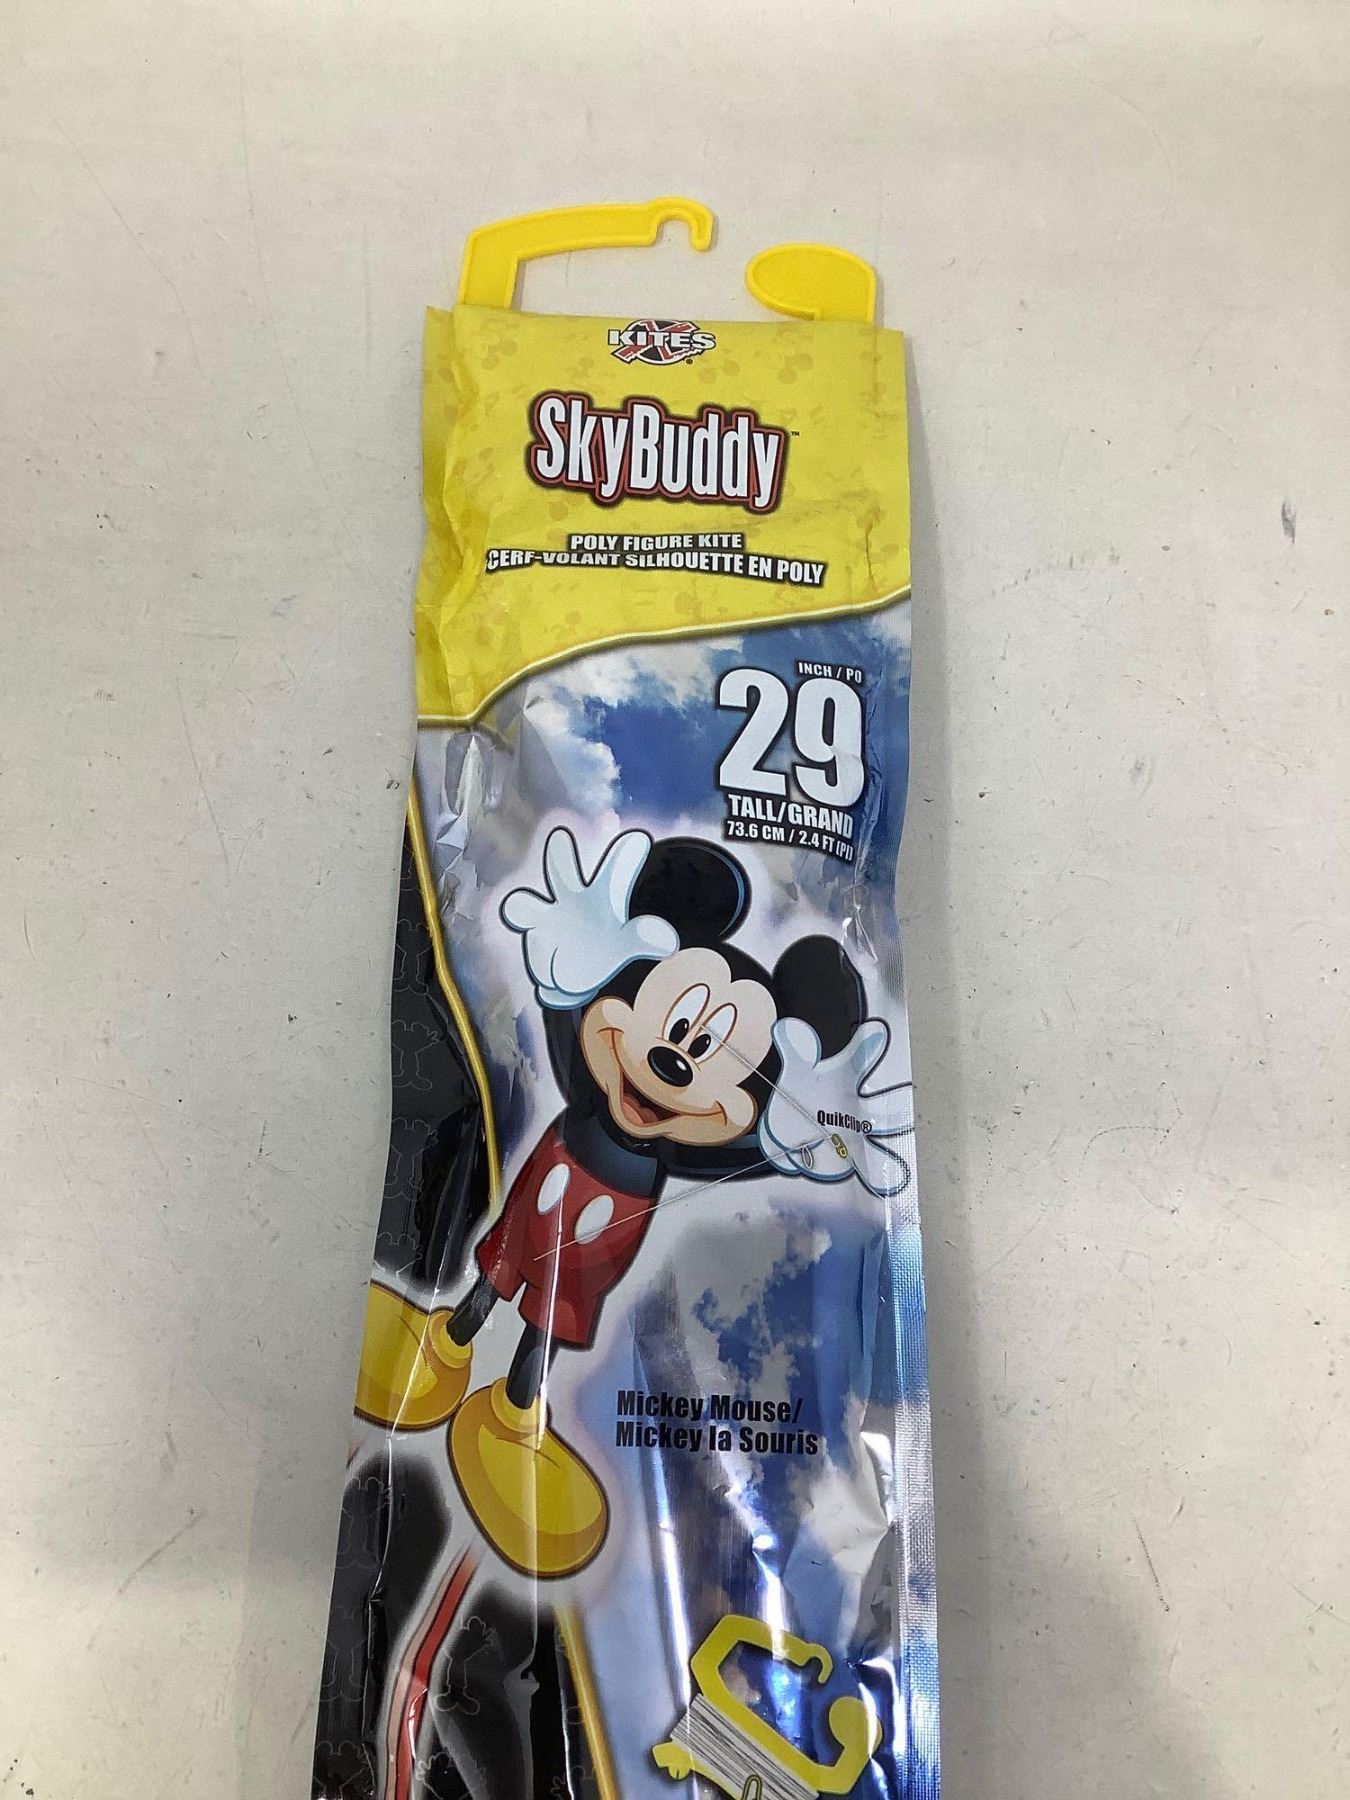 KITES®
SkyBuddy™
POLY FIGURE KITE
CERF-VOLANT SILHOUETTE EN POLY
INCH / PO
29
TALL/GRAND
73.6 CM / 2.4 FT (PI)
QuikClip®
Mickey Mouse/
Mickey la Souris